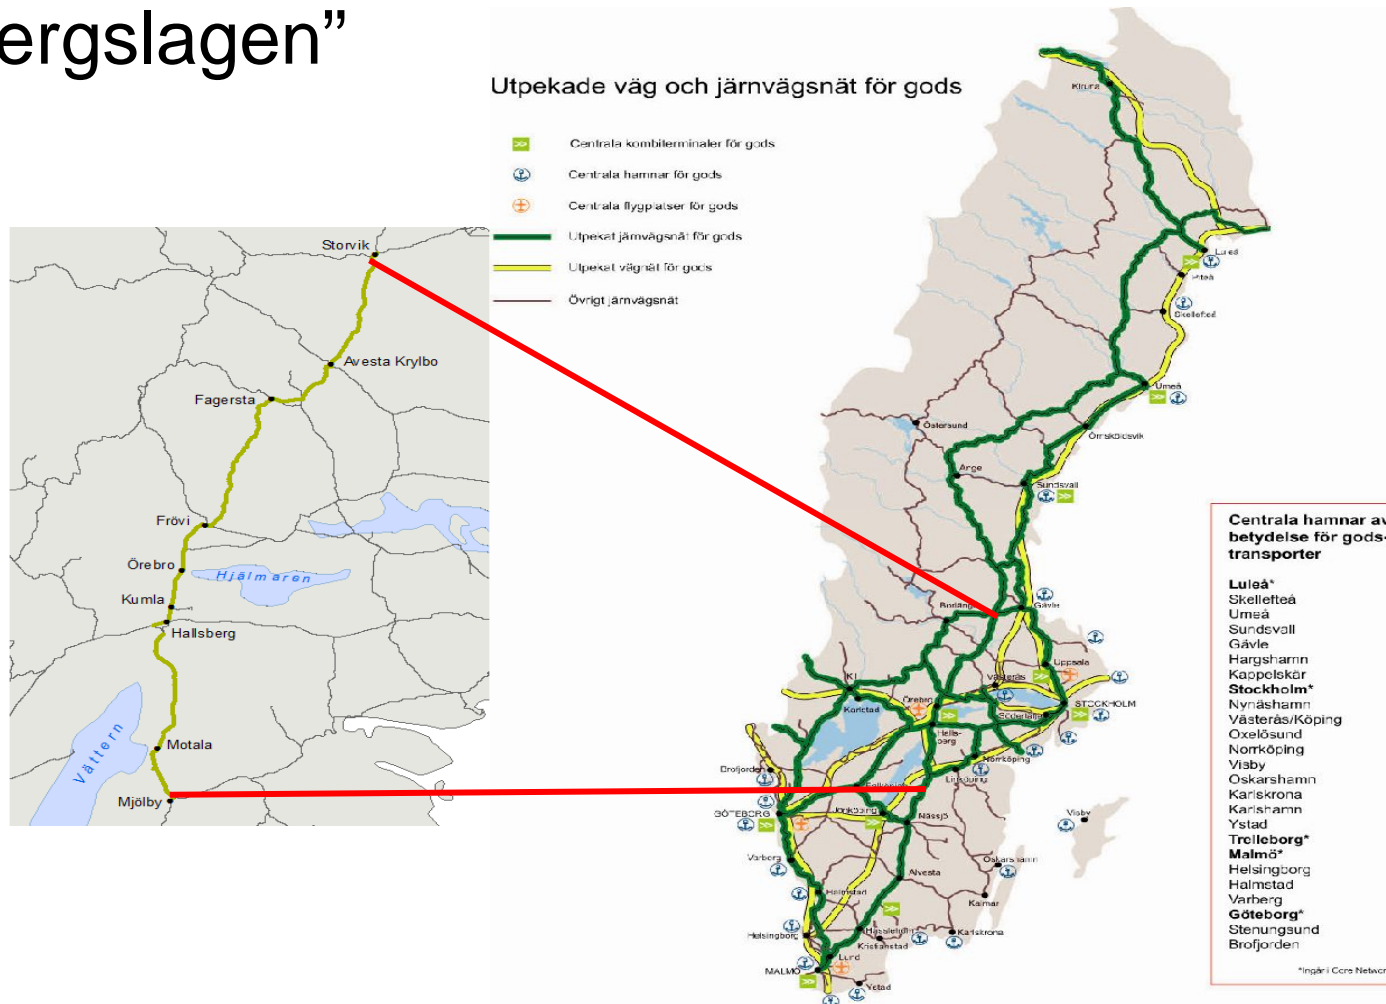 ergslagen”
Utpekade väg och järnvägsnät för gods
Centrala kombiterminaler för gods
Centrala hamnar för gods
Centrala flygplatser för gods
Utpekat järnvägsnät för gods
Utpekat vägnät för gods
Övrigt järnvägsnät
Storvik
Avesta Krylbo
Fagersta
Frövi
Örebro
Hjälmaren
Kumla
Hallsberg
Vättern
Motala
Mjölby
Kiruna
Luleå
Piteå
Skellefteå
Umeå
Örnsköldsvik
Östersund
Ånge
Sundsvall
Gävle
Uppsala
Västerås
Örebro
Karlstad
STOCKHOLM
Södertälje
Halls-
berg
Norrköping
Linköping
Brofjorden
GÖTEBORG
Jönköping
Nässjö
Visby
Varberg
Oskarshamn
Alvesta
Halmstad
Kalmar
Helsingborg
Hässleholm
Kristianstad
Karlskrona
Lund
MALMÖ
Ystad
Centrala hamnar av
betydelse för gods-
transporter
Luleå*
Skellefteå
Umeå
Sundsvall
Gävle
Hargshamn
Kappelskär
Stockholm*
Nynäshamn
Västerås/Köping
Oxelösund
Norrköping
Visby
Oskarshamn
Karlskrona
Karlshamn
Ystad
Trelleborg*
Malmö*
Helsingborg
Halmstad
Varberg
Göteborg*
Stenungsund
Brofjorden
*Ingår i Core Networ